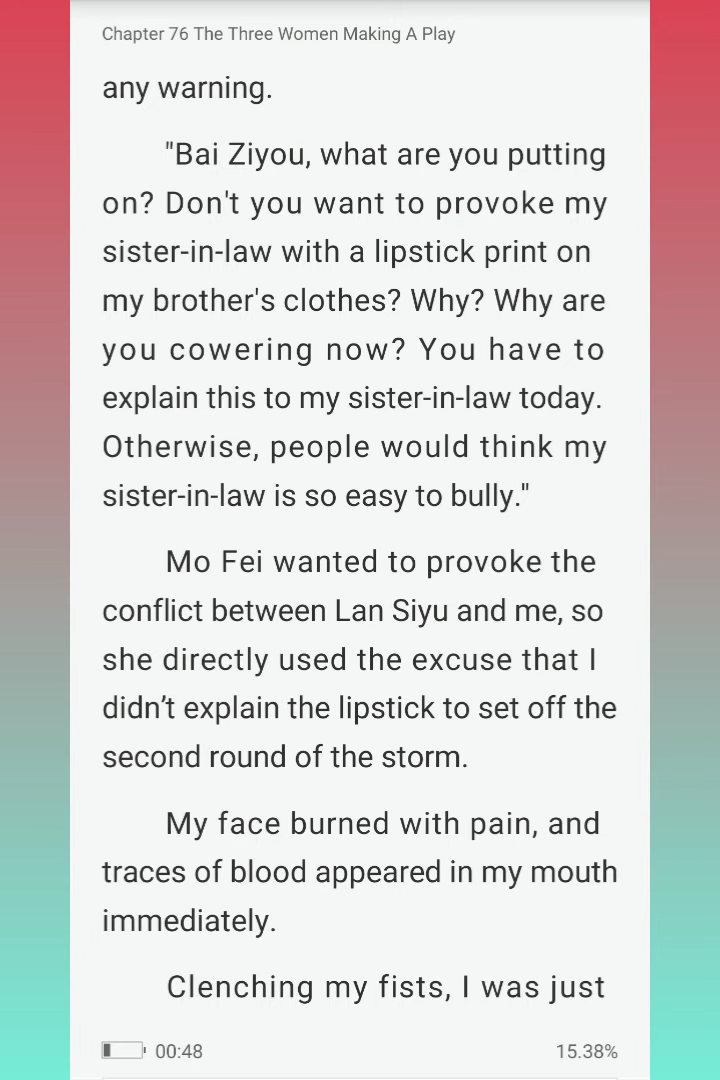 Chapter 76 The Three Women Making A Play
any warning.
"Bai Ziyou, what are you putting
on? Don't you want to provoke my
sister-in-law with a lipstick print on
my brother's clothes? Why? Why are
you cowering now? You have to
explain this to my sister-in-law today.
Otherwise, people would think my
sister-in-law is so easy to bully."
Mo Fei wanted to provoke the
conflict between Lan Siyu and me, so
she directly used the excuse that I
didn’t explain the lipstick to set off the
second round of the storm.
My face burned with pain, and
traces of blood appeared in my mouth
immediately.
Clenching my fists, I was just
00:48 15.38%